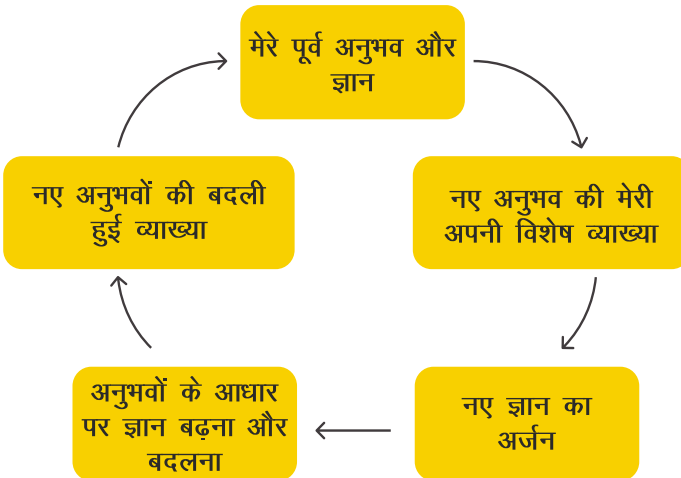 मेरे पूर्व अनुभव और
ज्ञान
नए अनुभव की मेरी
अपनी विशेष व्याख्या
नए ज्ञान का
अर्जन
अनुभवों के आधार
पर ज्ञान बढ़ना और
बदलना
नए अनुभवों की बदली
हुई व्याख्या